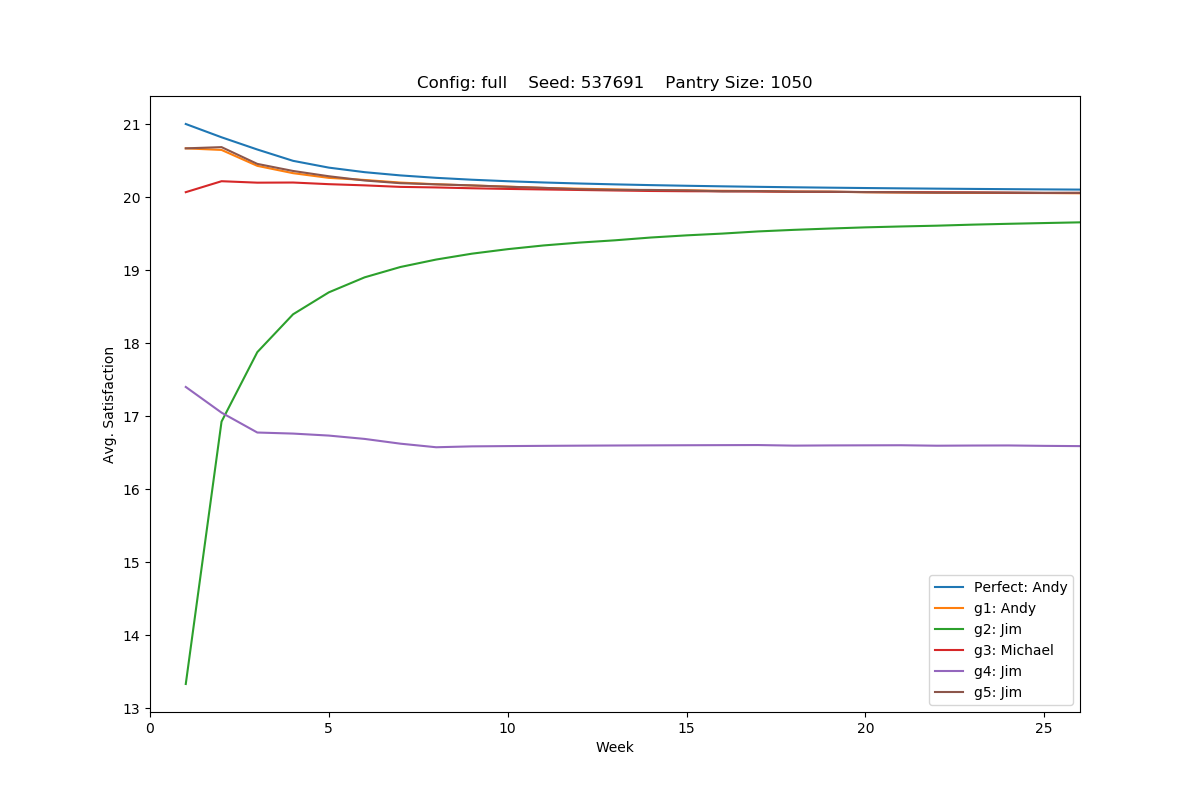 Config: full    Seed: 537691    Pantry Size: 1050
21
20
19
18
17
16
15
14
13
Avg. Satisfaction
0
5
10
15
20
25
Week
Perfect: Andy
g1: Andy
g2: Jim
g3: Michael
g4: Jim
g5: Jim